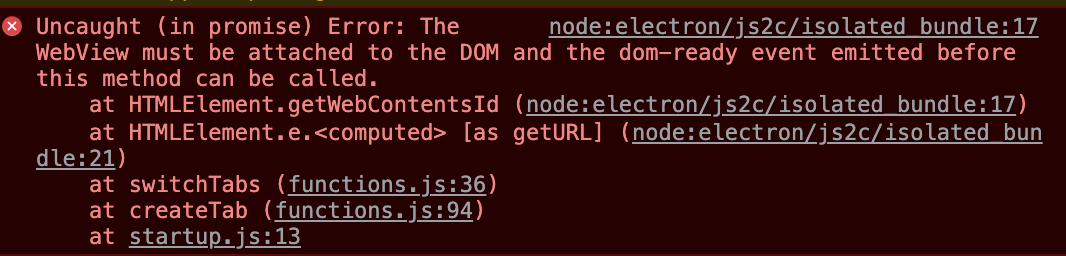 Uncaught (in promise) Error: The node:electron/js2c/isolated_bundle:17
WebView must be attached to the DOM and the dom-ready event emitted before
this method can be called.
at HTMLElement.getWebContentsId (node:electron/js2c/isolated_bundle:17)
at HTMLElement.e.<computed> [as getURL] (node:electron/js2c/isolated_bun
dle:21)
at switchTabs (functions.js:36)
at createTab (functions.js:94)
at startup.js:13